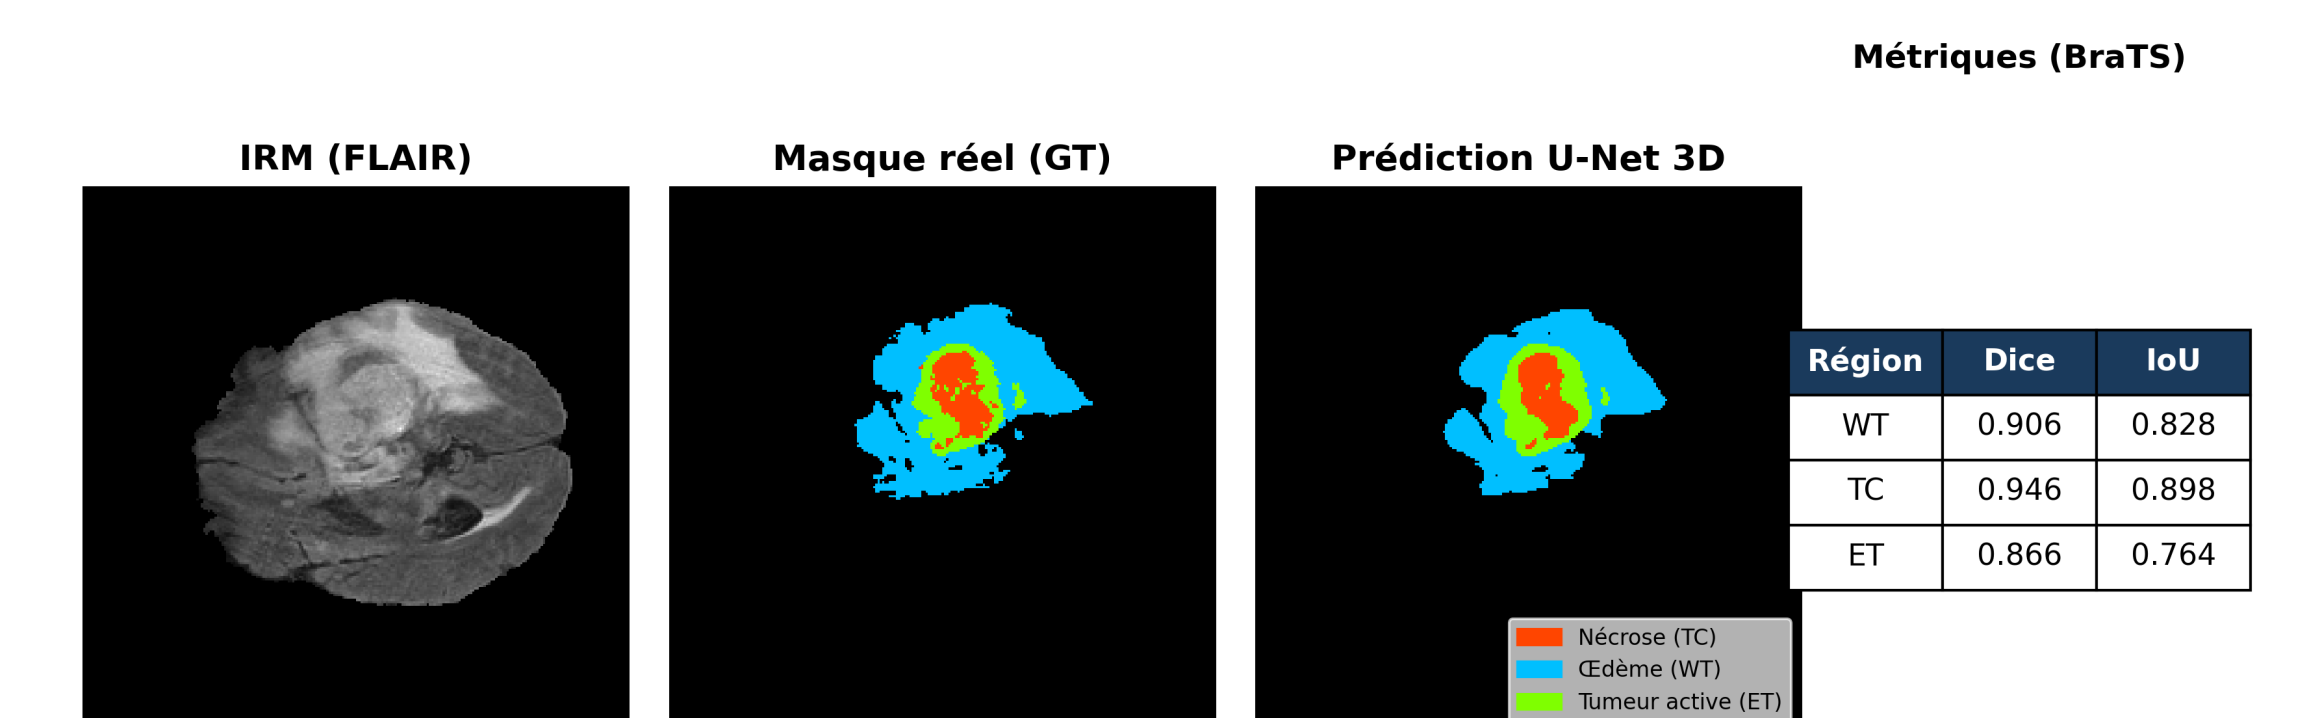 Métriques (BraTS)
IRM (FLAIR)
Masque réel (GT)
Prédiction U-Net 3D
Région Dice IoU
WT 0.906 0.828
TC 0.946 0.898
ET 0.866 0.764
Nécrose (TC)
Œdème (WT)
Tumeur active (ET)